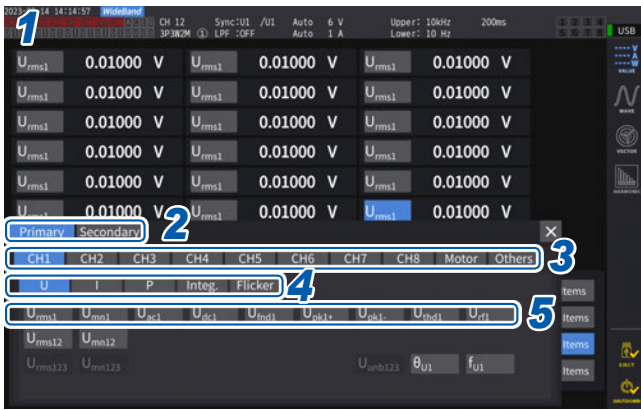 2023- -14 14:14:57 WideBand CH 12 Sync:U1 /U1 Auto 6 V Upper: 10kHz 200ms
3P3W2M ① LPF :OFF Auto 1 A Lower: 10 Hz
USB
1
Urms1 0.01000 V Urms1 0.01000 V Urms1 0.01000 V
VALUE
Urms1 0.01000 V Urms1 0.01000 V Urms1 0.01000 V
WAVE
Urms1 0.01000 V Urms1 0.01000 V Urms1 0.01000 V
Urms1 0.01000 V Urms1 0.01000 V Urms1 0.01000 V
VECTOR
Urms1 0.01000 V Urms1 0.01000 V Urms1 0.01000 V
HARMONIC
Urms1 0.01000 V Urms1 0.01000 V Urms1 0.01000 V
Primary Secondary 2 ×
CH1 CH2 CH3 CH4 CH5 CH6 CH7 CH8 Motor Others 3
U I P Integ. Flicker 4
tems
Urms1 Umn1 Uac1 Udc1 Ufnd1 Upk1+ Upk1- Uthd1 Urf1 5
Items
Urms12 Umn12
Items
Urms123 Umn123 Uunb123 θU1 fU1
Items
EJECT
SHUTDOWN